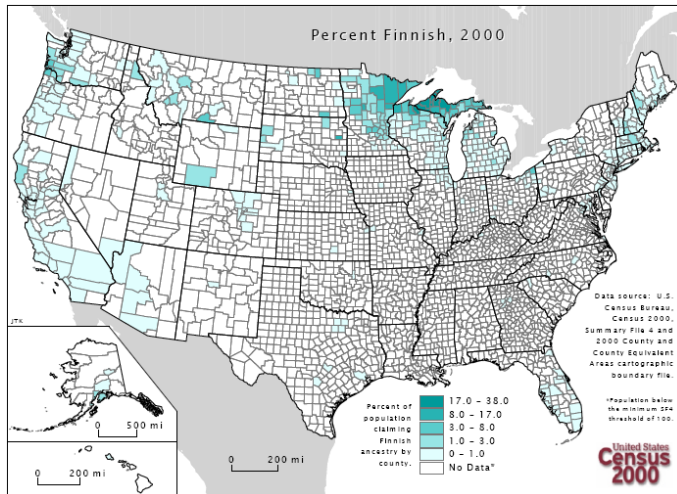 Percent Finnish, 2000
Data source: U.S.
Census Bureau,
Census 2000,
Summary File 4 and
2000 County and
County Equivalent
Areas cartographic
boundary file.
*Population below
the minimum SF4
threshold of 100.
JTK
0 500 mi
0 200 mi
0 200 mi
Percent of
population
claiming
Finnish
ancestry by
county.
17.0 – 38.0
8.0 – 17.0
3.0 – 8.0
1.0 – 3.0
0 – 1.0
No Data*
United States
Census
2000